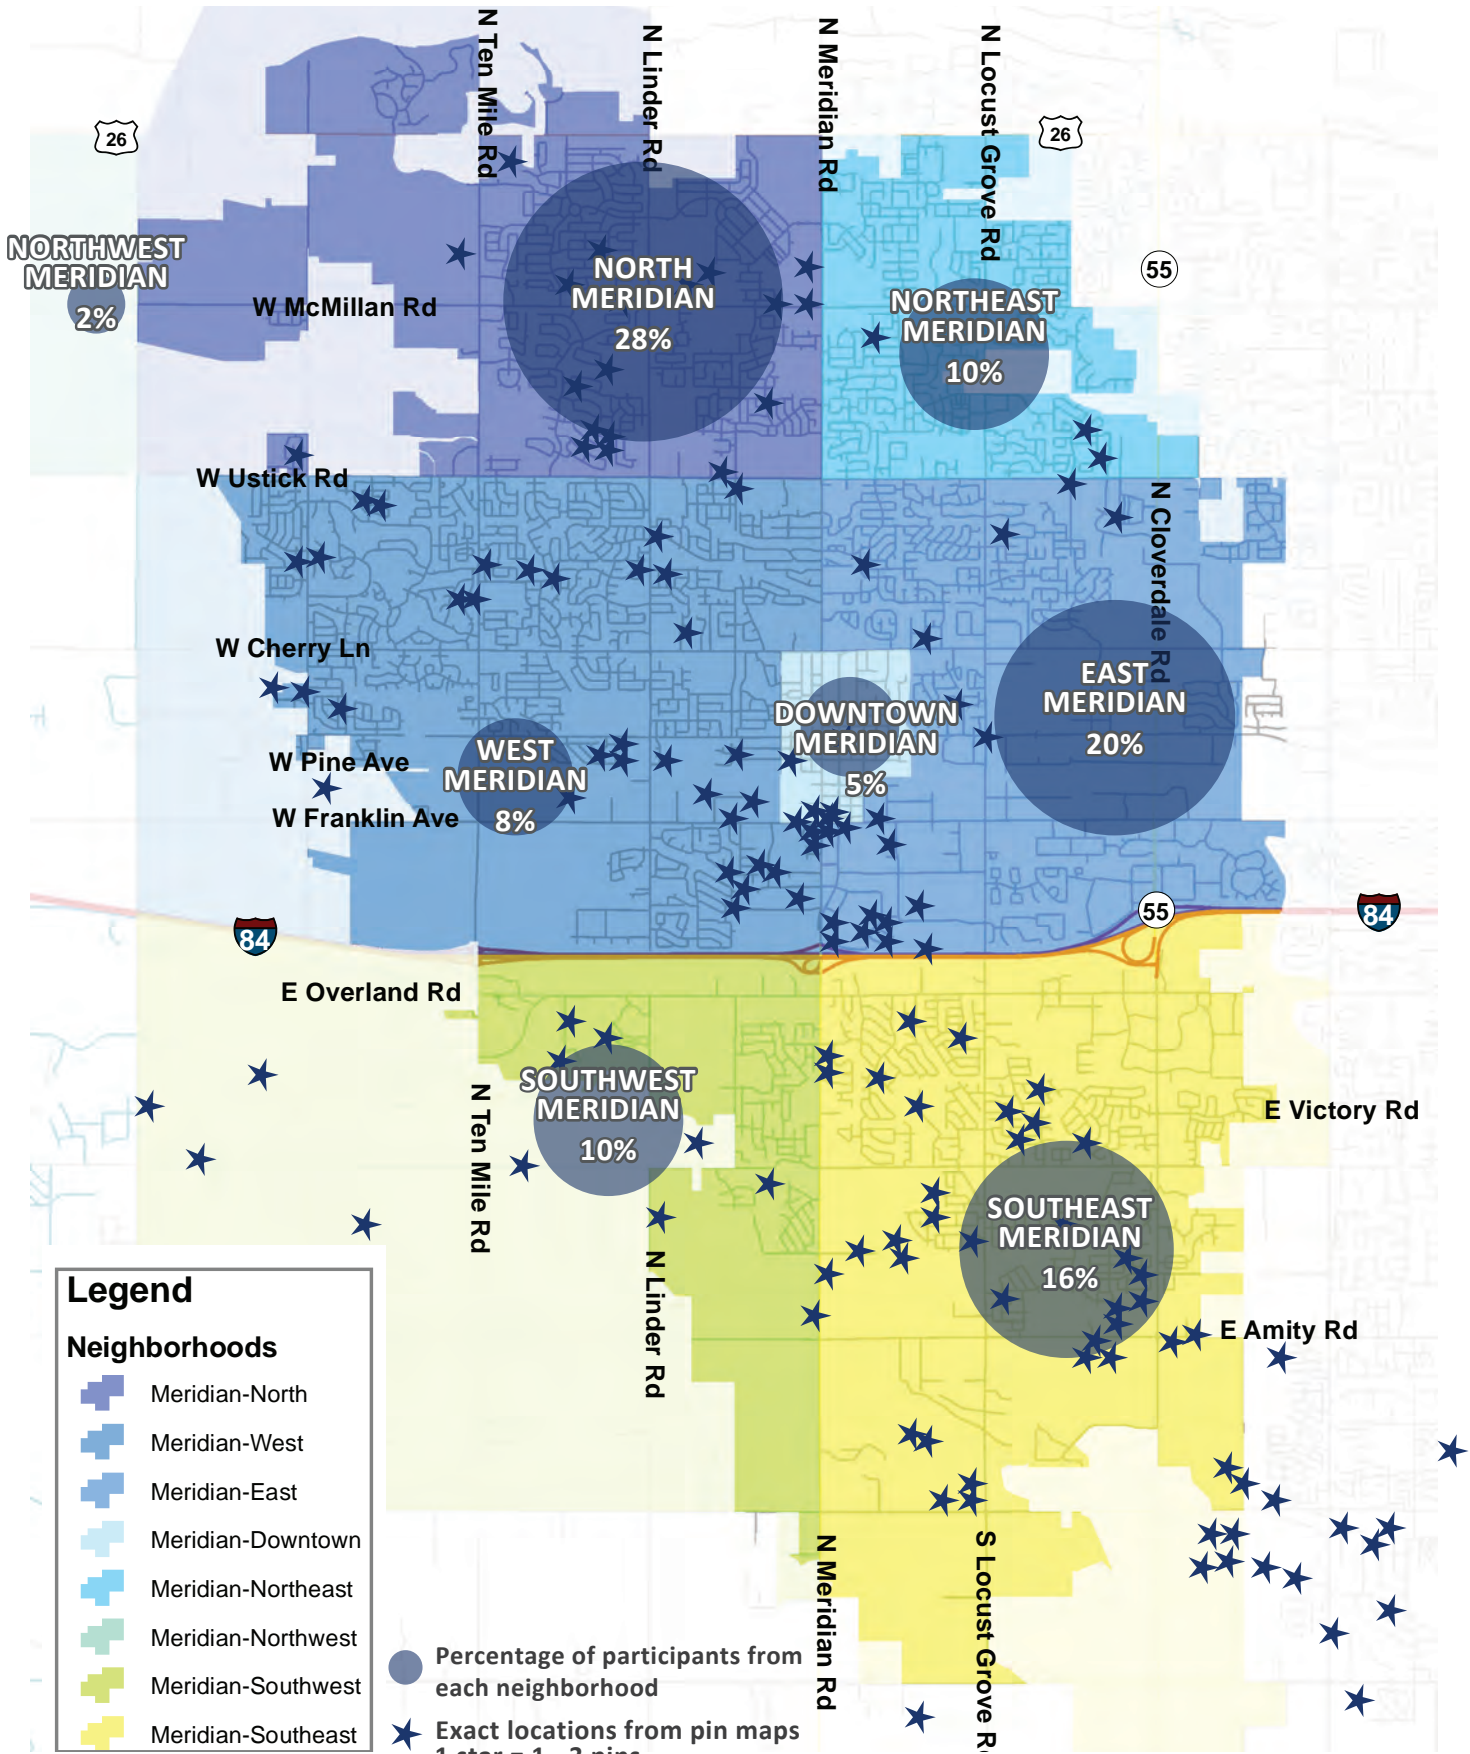 N Ten Mile Rd
N Linder Rd
N Meridian Rd
N Locust Grove Rd
26
26
NORTHWEST
MERIDIAN
2%
W McMillan Rd
NORTH
MERIDIAN
28%
55
NORTHEAST
MERIDIAN
10%
W Ustick Rd
N Cloverdale Rd
W Cherry Ln
EAST
MERIDIAN
20%
DOWNTOWN
MERIDIAN
5%
WEST
MERIDIAN
8%
W Pine Ave
W Franklin Ave
84
55
84
E Overland Rd
SOUTHWEST
MERIDIAN
10%
N Ten Mile Rd
E Victory Rd
SOUTHEAST
MERIDIAN
16%
N Linder Rd
E Amity Rd
Legend
Neighborhoods
Meridian-North
Meridian-West
Meridian-East
Meridian-Downtown
Meridian-Northeast
Meridian-Northwest
Meridian-Southwest
Meridian-Southeast
N Meridian Rd
S Locust Grove Rd
Percentage of participants from
each neighborhood
Exact locations from pin maps
1 star = 1 - 3 pins